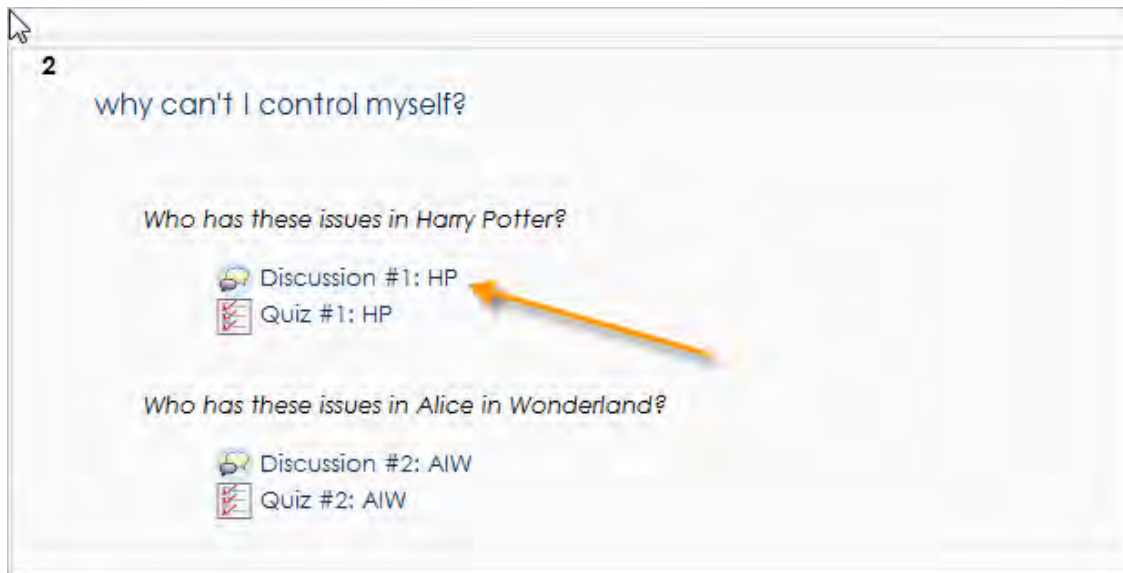 2
why can't I control myself?
Who has these issues in Harry Potter?
Discussion #1: HP
Quiz #1: HP
Who has these issues in Alice in Wonderland?
Discussion #2: AIW
Quiz #2: AIW